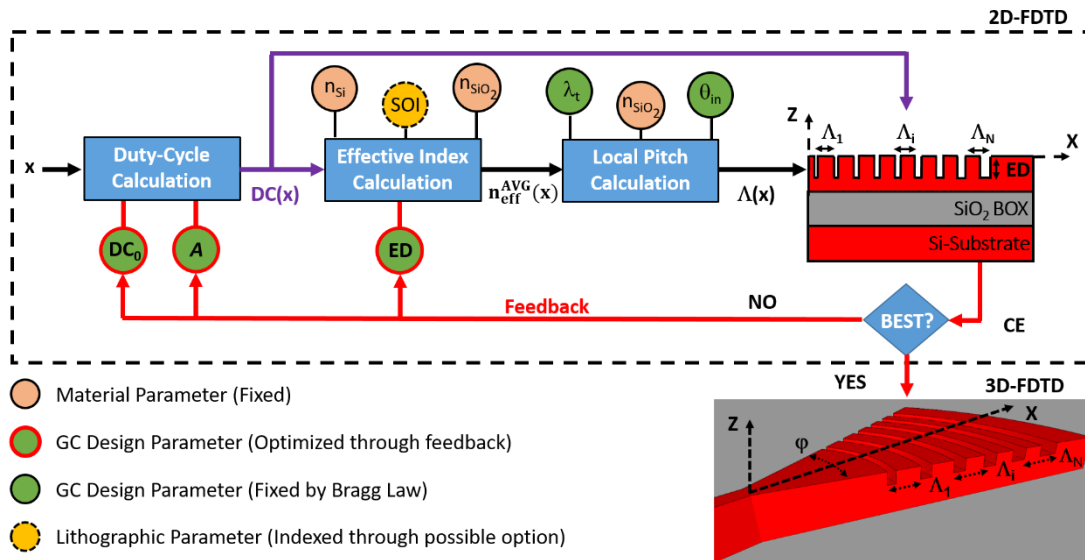 2D-FDTD
n_Si
SOI
n_SiO₂
λ_t
n_SiO₂
θ_in
Z
Λ₁
Λ_i
Λ_N
X
x
Duty-Cycle
Calculation
DC(x)
Effective Index
Calculation
n_eff^AVG(x)
Local Pitch
Calculation
Λ(x)
ED
SiO₂ BOX
Si-Substrate
DC₀
A
ED
Feedback
NO
BEST?
CE
YES
3D-FDTD
Material Parameter (Fixed)
GC Design Parameter (Optimized through feedback)
GC Design Parameter (Fixed by Bragg Law)
Lithographic Parameter (Indexed through possible option)
Z
X
φ
Λ₁
Λ_i
Λ_N